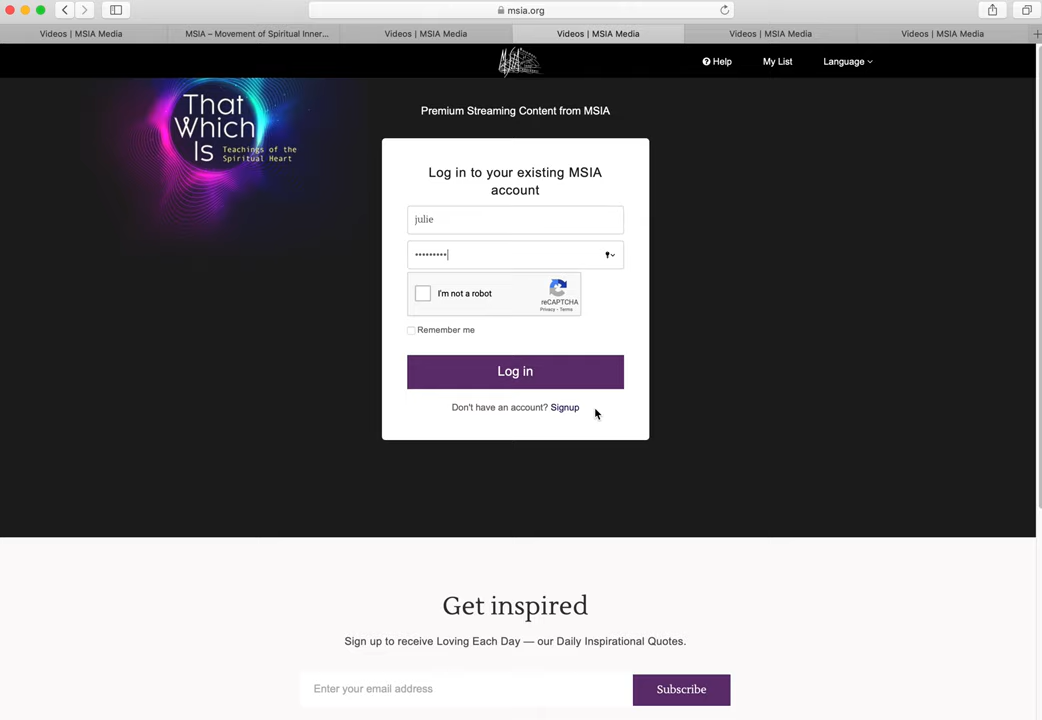 msia.org
Videos | MSIA Media
MSIA – Movement of Spiritual Inner...
Videos | MSIA Media
Videos | MSIA Media
Videos | MSIA Media
Videos | MSIA Media
Help
My List
Language
That
Which
Is
Teachings of the
Spiritual Heart
Premium Streaming Content from MSIA
Log in to your existing MSIA
account
julie
•••••••••
I'm not a robot
reCAPTCHA
Privacy - Terms
Remember me
Log in
Don't have an account? Signup
Get inspired
Sign up to receive Loving Each Day — our Daily Inspirational Quotes.
Enter your email address
Subscribe